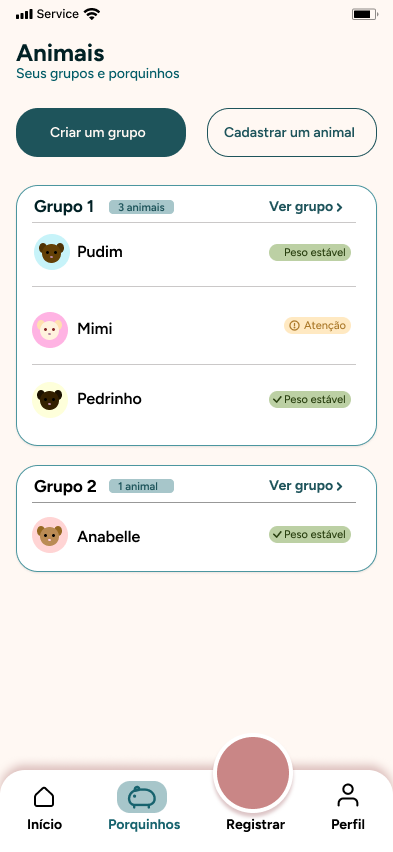 Service
Animais
Seus grupos e porquinhos
Criar um grupo
Cadastrar um animal
Grupo 1 3 animais Ver grupo
Pudim Peso estável
Mimi Atenção
Pedrinho Peso estável
Grupo 2 1 animal Ver grupo
Anabelle Peso estável
Início Porquinhos Registrar Perfil